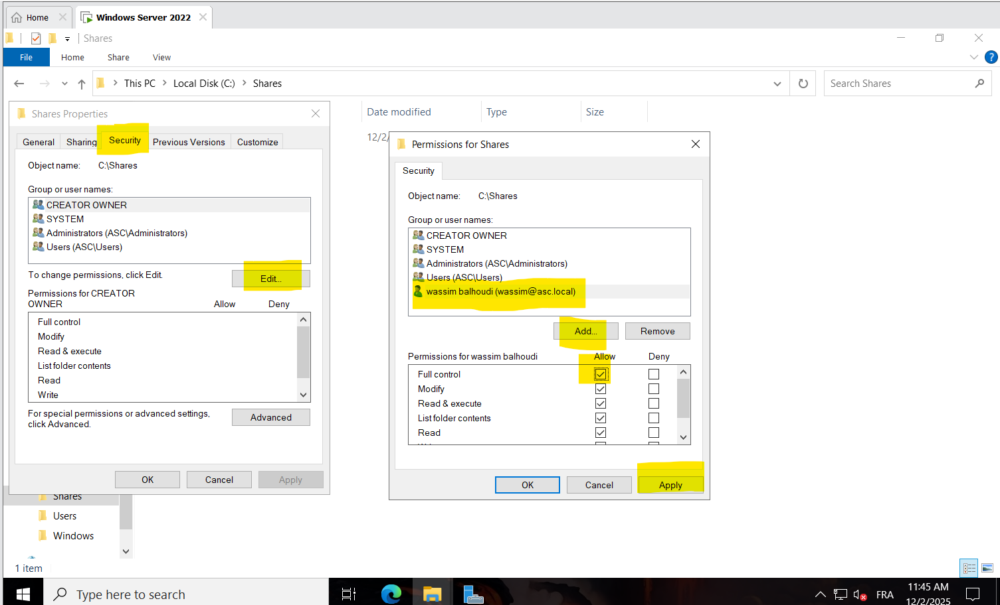 Home
Windows Server 2022
Shares
File
Home
Share
View
?
This PC
Local Disk (C:)
Shares
Search Shares
Date modified
Type
Size
12/2/
Shares Properties
General
Sharing
Security
Previous Versions
Customize
Object name:
C:\Shares
Group or user names:
CREATOR OWNER
SYSTEM
Administrators (ASC\Administrators)
Users (ASC\Users)
To change permissions, click Edit.
Edit...
Permissions for CREATOR
OWNER
Allow
Deny
Full control
Modify
Read & execute
List folder contents
Read
Write
For special permissions or advanced settings,
click Advanced.
Advanced
OK
Cancel
Apply
Permissions for Shares
Security
Object name:
C:\Shares
Group or user names:
CREATOR OWNER
SYSTEM
Administrators (ASC\Administrators)
Users (ASC\Users)
wassim balhoudi (wassim@asc.local)
Add...
Remove
Permissions for wassim balhoudi
Allow
Deny
Full control
Modify
Read & execute
List folder contents
Read
OK
Cancel
Apply
Shares
Users
Windows
1 item
Type here to search
FRA
11:45 AM
12/2/2025